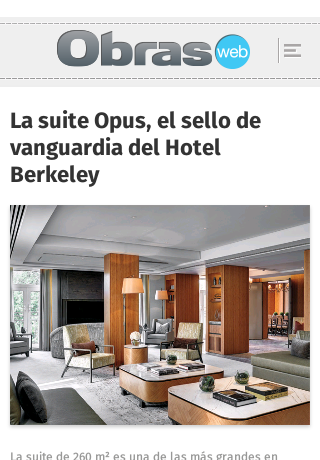 Obras web
La suite Opus, el sello de
vanguardia del Hotel
Berkeley
La suite de 260 m² es una de las más grandes en